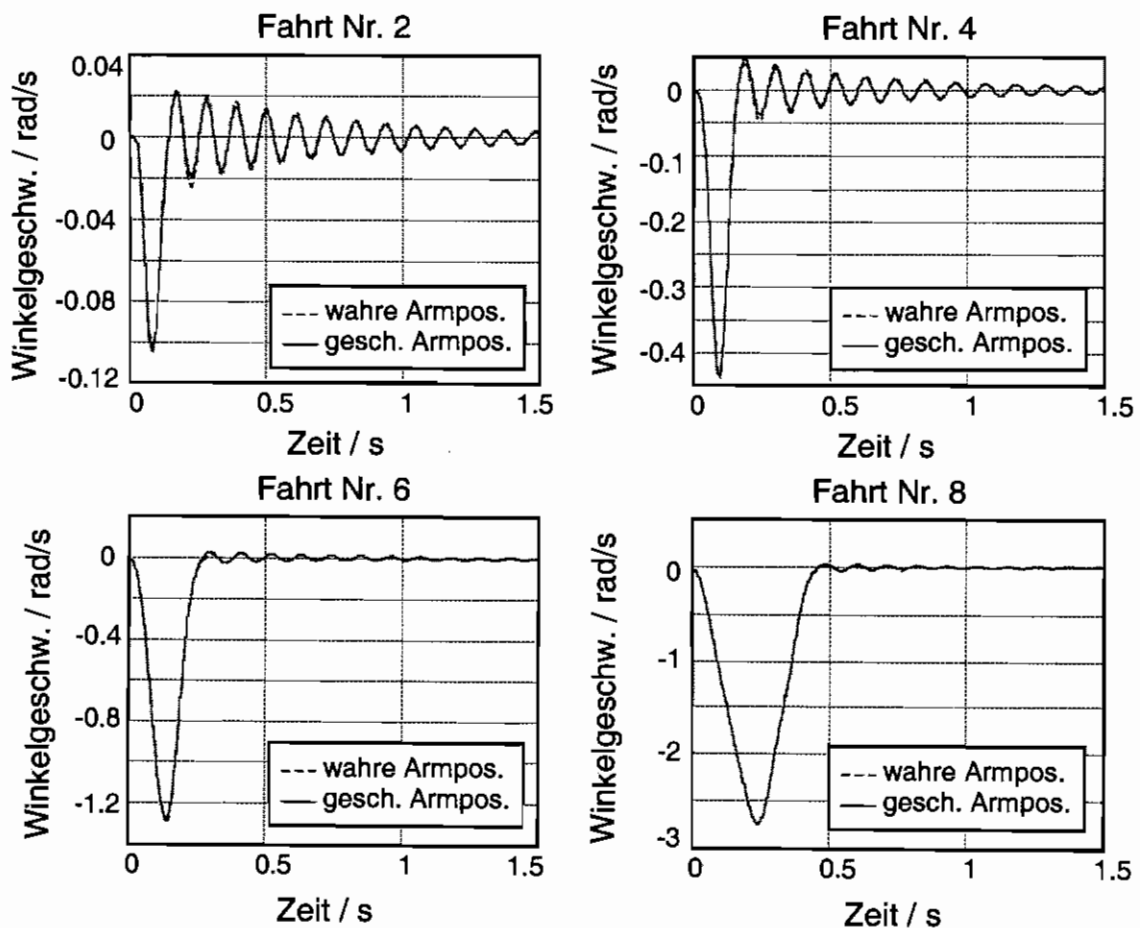 Fahrt Nr. 2
Winkelgeschw. / rad/s
0.04
0
-0.04
-0.08
-0.12
wahre Armpos.
gesch. Armpos.
0
0.5
1
1.5
Zeit / s
Fahrt Nr. 4
Winkelgeschw. / rad/s
0
-0.1
-0.2
-0.3
-0.4
wahre Armpos.
gesch. Armpos.
0
0.5
1
1.5
Zeit / s
Fahrt Nr. 6
Winkelgeschw. / rad/s
0
-0.4
-0.8
-1.2
wahre Armpos.
gesch. Armpos.
0
0.5
1
1.5
Zeit / s
Fahrt Nr. 8
Winkelgeschw. / rad/s
0
-1
-2
-3
wahre Armpos.
gesch. Armpos.
0
0.5
1
1.5
Zeit / s